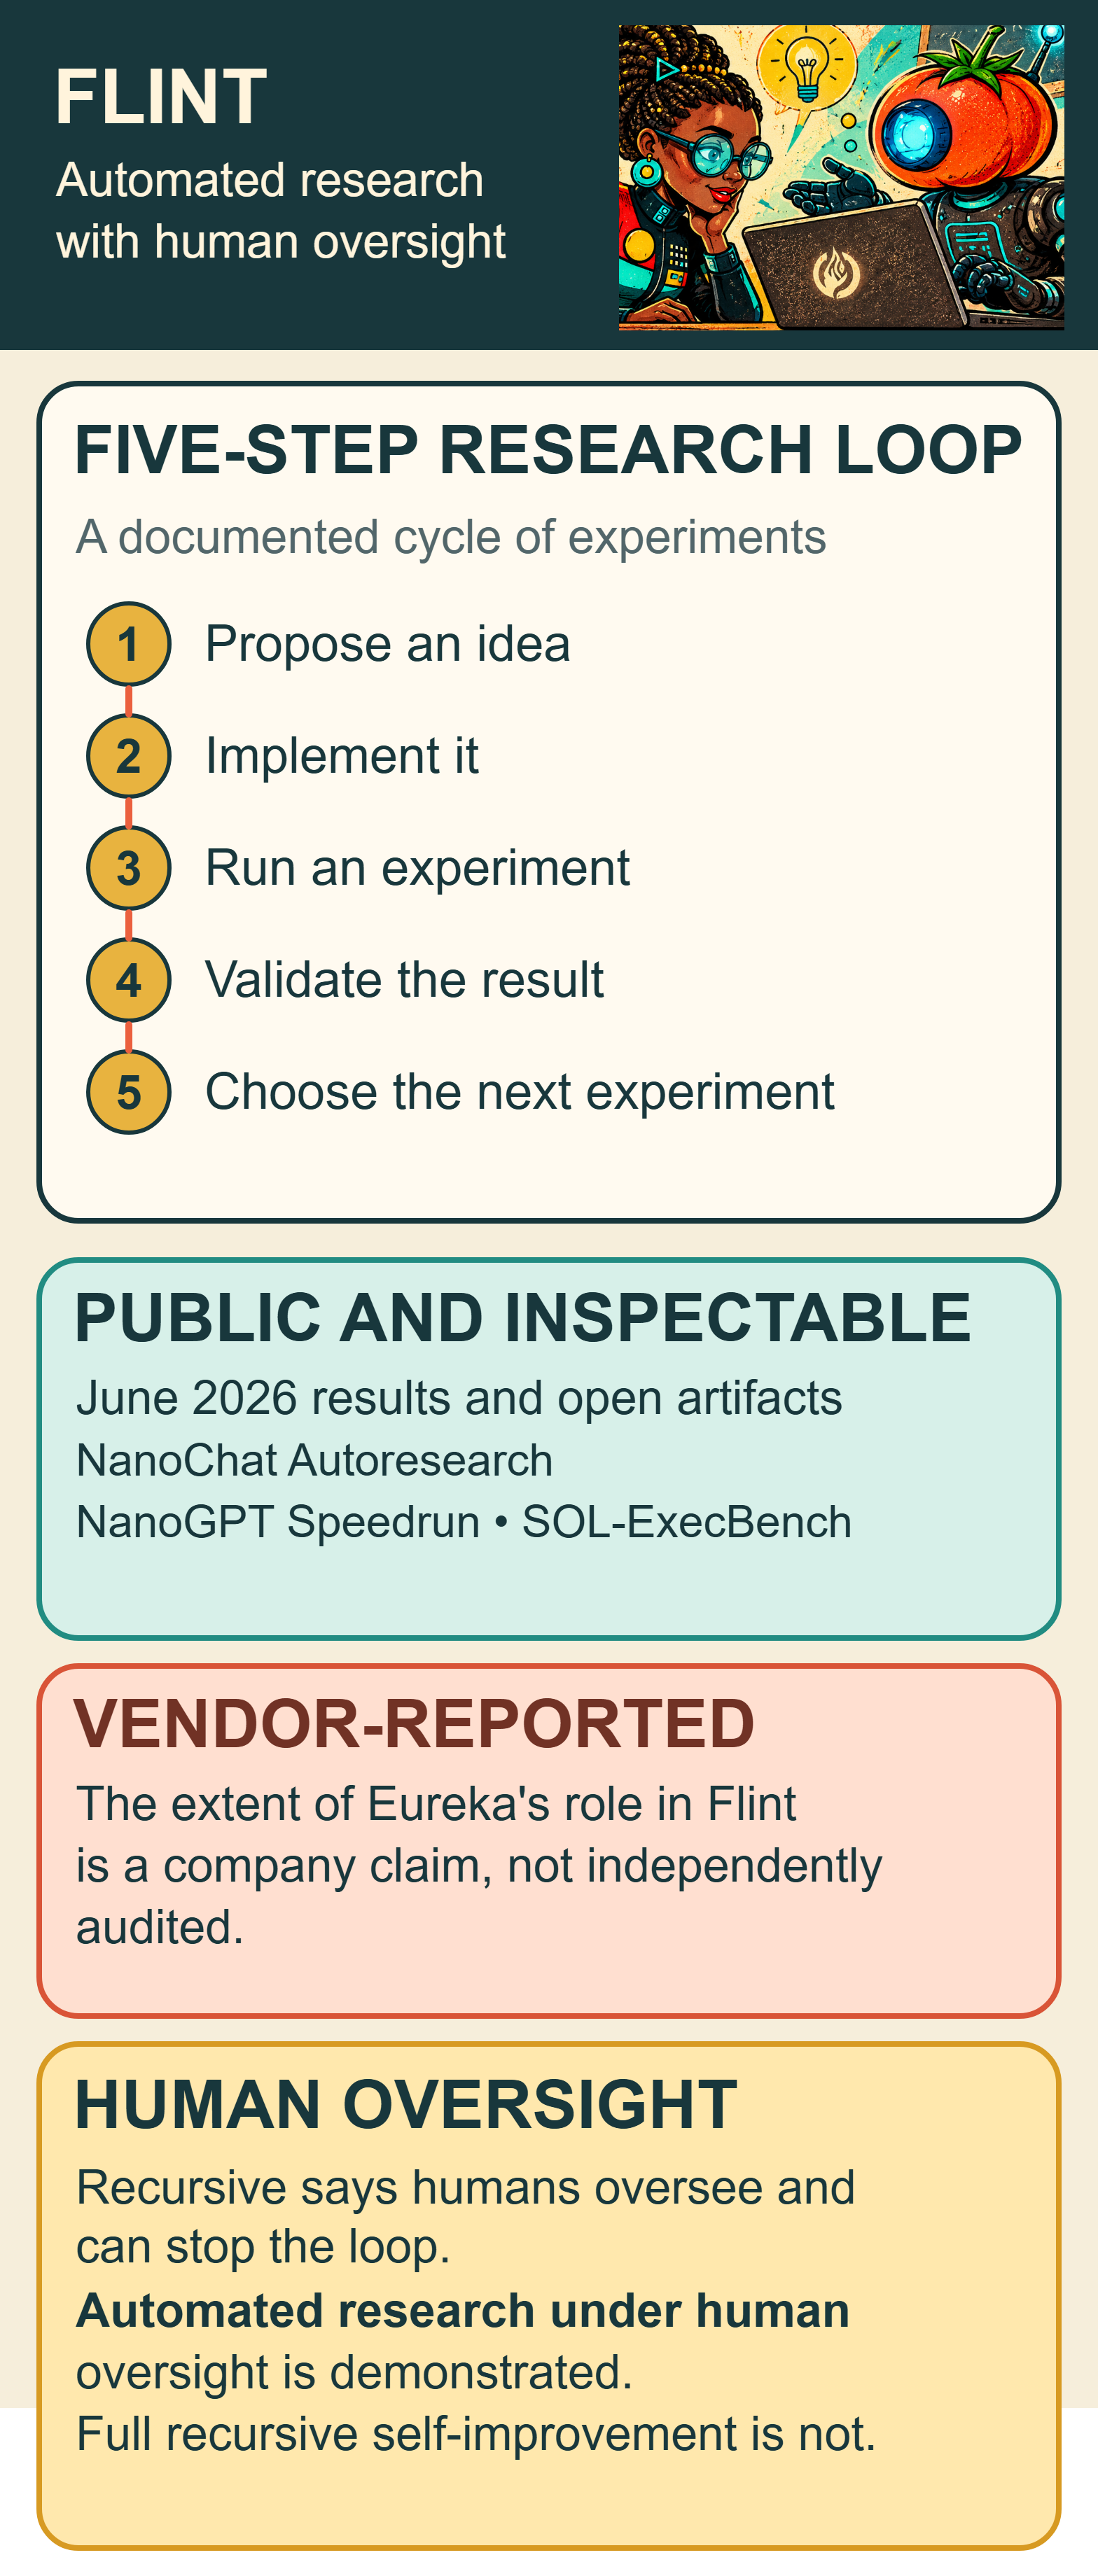 FLINT
Automated research
with human oversight
FIVE-STEP RESEARCH LOOP
A documented cycle of experiments
1 Propose an idea
2 Implement it
3 Run an experiment
4 Validate the result
5 Choose the next experiment
PUBLIC AND INSPECTABLE
June 2026 results and open artifacts
NanoChat Autoresearch
NanoGPT Speedrun • SOL-ExecBench
VENDOR-REPORTED
The extent of Eureka's role in Flint
is a company claim, not independently
audited.
HUMAN OVERSIGHT
Recursive says humans oversee and
can stop the loop.
Automated research under human
oversight is demonstrated.
Full recursive self-improvement is not.